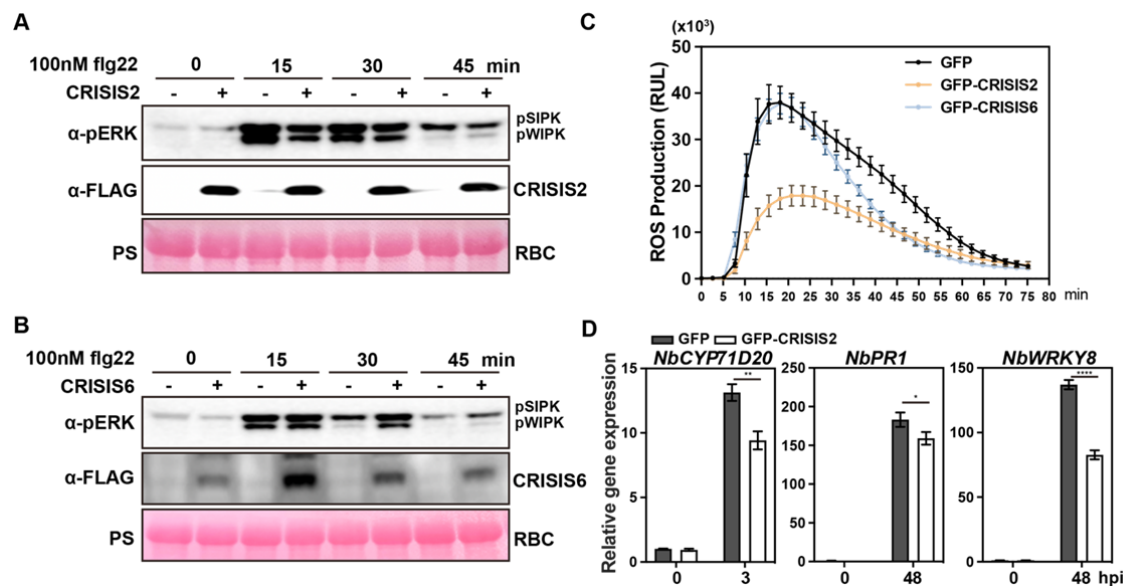 A
100nM flg22 0 15 30 45 min
CRISIS2 - + - + - + - +
α-pERK pSIPK
pWIPK
α-FLAG CRISIS2
PS RBC
B
100nM flg22 0 15 30 45 min
CRISIS6 - + - + - + - +
α-pERK pSIPK
pWIPK
α-FLAG CRISIS6
PS RBC
C
(x10³)
ROS Production (RUL)
50
40
30
20
10
0
0 5 10 15 20 25 30 35 40 45 50 55 60 65 70 75 80 min
GFP
GFP-CRISIS2
GFP-CRISIS6
D
GFP GFP-CRISIS2
Relative gene expression
NbCYP71D20
15
10
5
0
**
0 3
NbPR1
250
200
150
100
50
0
*
0 48
NbWRKY8
150
100
50
0
****
0 48 hpi